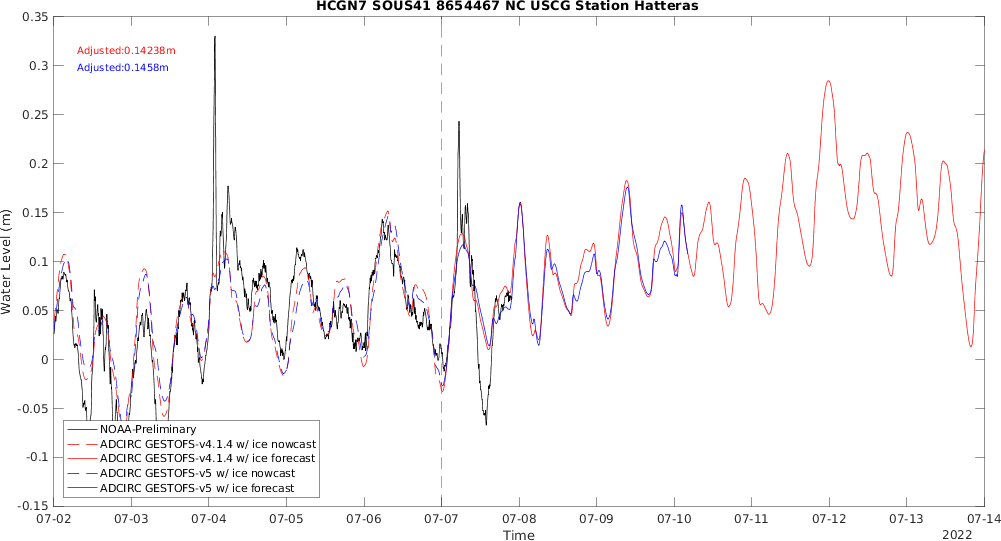 HCGN7 SOUS41 8654467 NC USCG Station Hatteras
Adjusted:0.14238m
Adjusted:0.1458m
0.35
0.3
0.25
0.2
0.15
0.1
0.05
0
-0.05
-0.1
-0.15
Water Level (m)
NOAA-Preliminary
ADCIRC GESTOFS-v4.1.4 w/ ice nowcast
ADCIRC GESTOFS-v4.1.4 w/ ice forecast
ADCIRC GESTOFS-v5 w/ ice nowcast
ADCIRC GESTOFS-v5 w/ ice forecast
07-02 07-03 07-04 07-05 07-06 07-07 07-08 07-09 07-10 07-11 07-12 07-13 07-14
Time
2022